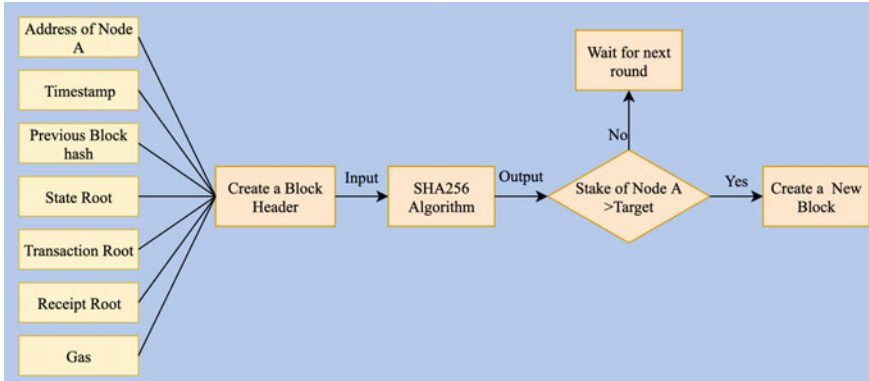 Address of Node
A
Timestamp
Previous Block
hash
State Root
Transaction Root
Receipt Root
Gas
Create a Block
Header
Input
SHA256
Algorithm
Output
Stake of Node A
>Target
No
Wait for next
round
Yes
Create a New
Block